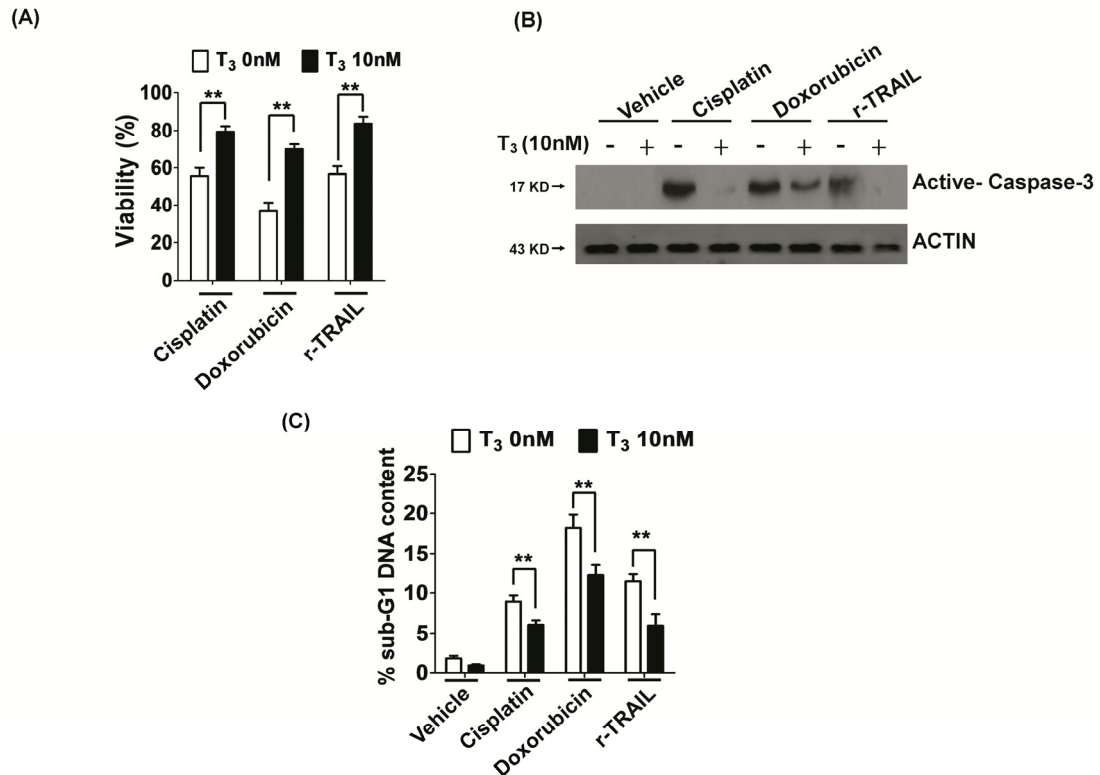 (A)
T3 0nM T3 10nM
** ** **
Viability (%)
100
80
60
40
20
0
Cisplatin Doxorubicin r-TRAIL
(B)
Vehicle Cisplatin Doxorubicin r-TRAIL
T3 (10nM) - + - + - + - +
17 KD→ Active- Caspase-3
43 KD→ ACTIN
(C)
T3 0nM T3 10nM
** ** **
% sub-G1 DNA content
25
20
15
10
5
0
Vehicle Cisplatin Doxorubicin r-TRAIL